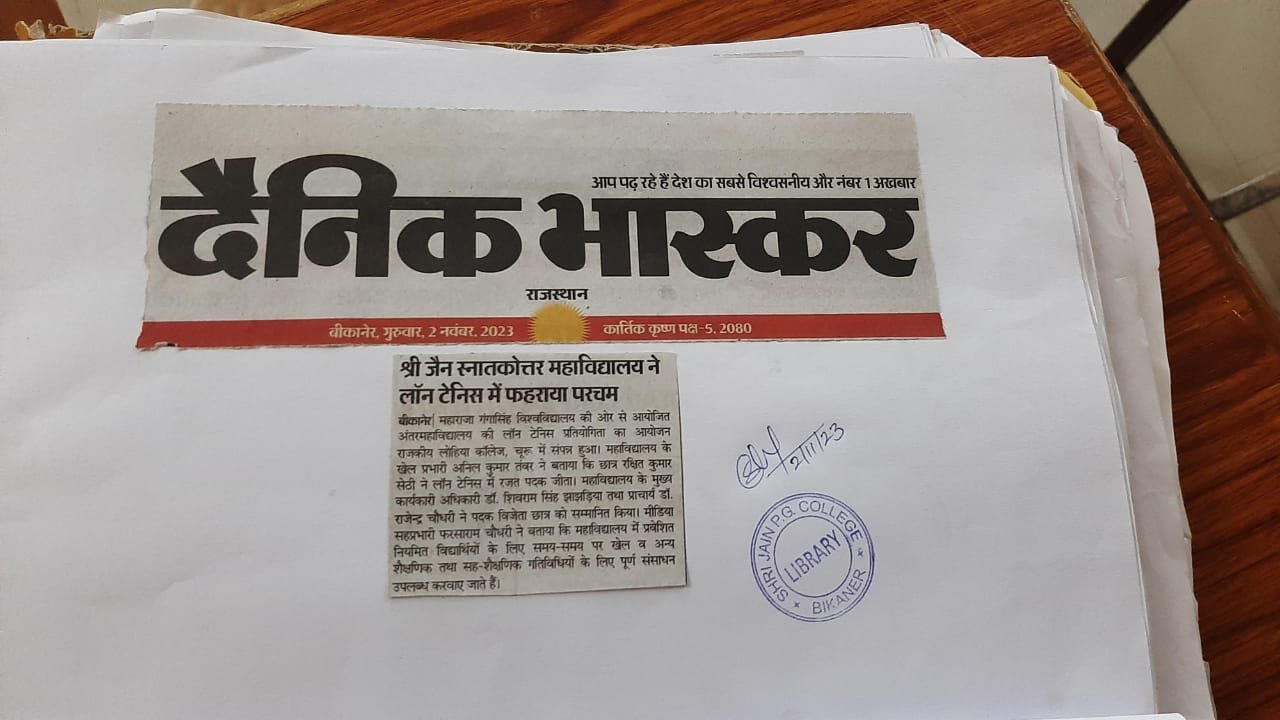 आप पढ़ रहे हैं देश का सबसे विश्वसनीय और नंबर 1 अखबार
दैनिक भास्कर
राजस्थान
बीकानेर, गुरुवार, 2 नवंबर, 2023 कार्तिक कृष्ण पक्ष-5, 2080
श्री जैन स्नातकोत्तर महाविद्यालय ने
लॉन टेनिस में फहराया परचम
बीकानेर| महाराजा गंगासिंह विश्वविद्यालय की ओर से आयोजित
अंतरमहाविद्यालय की लॉन टेनिस प्रतियोगिता का आयोजन
राजकीय लोहिया कॉलेज, चूरू में संपन्न हुआ। महाविद्यालय के
खेल प्रभारी अनिल कुमार तंवर ने बताया कि छात्र रक्षित कुमार
सेठी ने लॉन टेनिस में रजत पदक जीता। महाविद्यालय के मुख्य
कार्यकारी अधिकारी डॉ. शिवराम सिंह झाझड़िया तथा प्राचार्य डॉ.
राजेन्द्र चौधरी ने पदक विजेता छात्र को सम्मानित किया। मीडिया
सहप्रभारी फरसाराम चौधरी ने बताया कि महाविद्यालय में प्रवेशित
नियमित विद्यार्थियों के लिए समय-समय पर खेल व अन्य
शैक्षणिक तथा सह-शैक्षणिक गतिविधियों के लिए पूर्ण संसाधन
उपलब्ध करवाए जाते हैं।
2/11/23
SHRI JAIN P.G. COLLEGE
LIBRARY
BIKANER